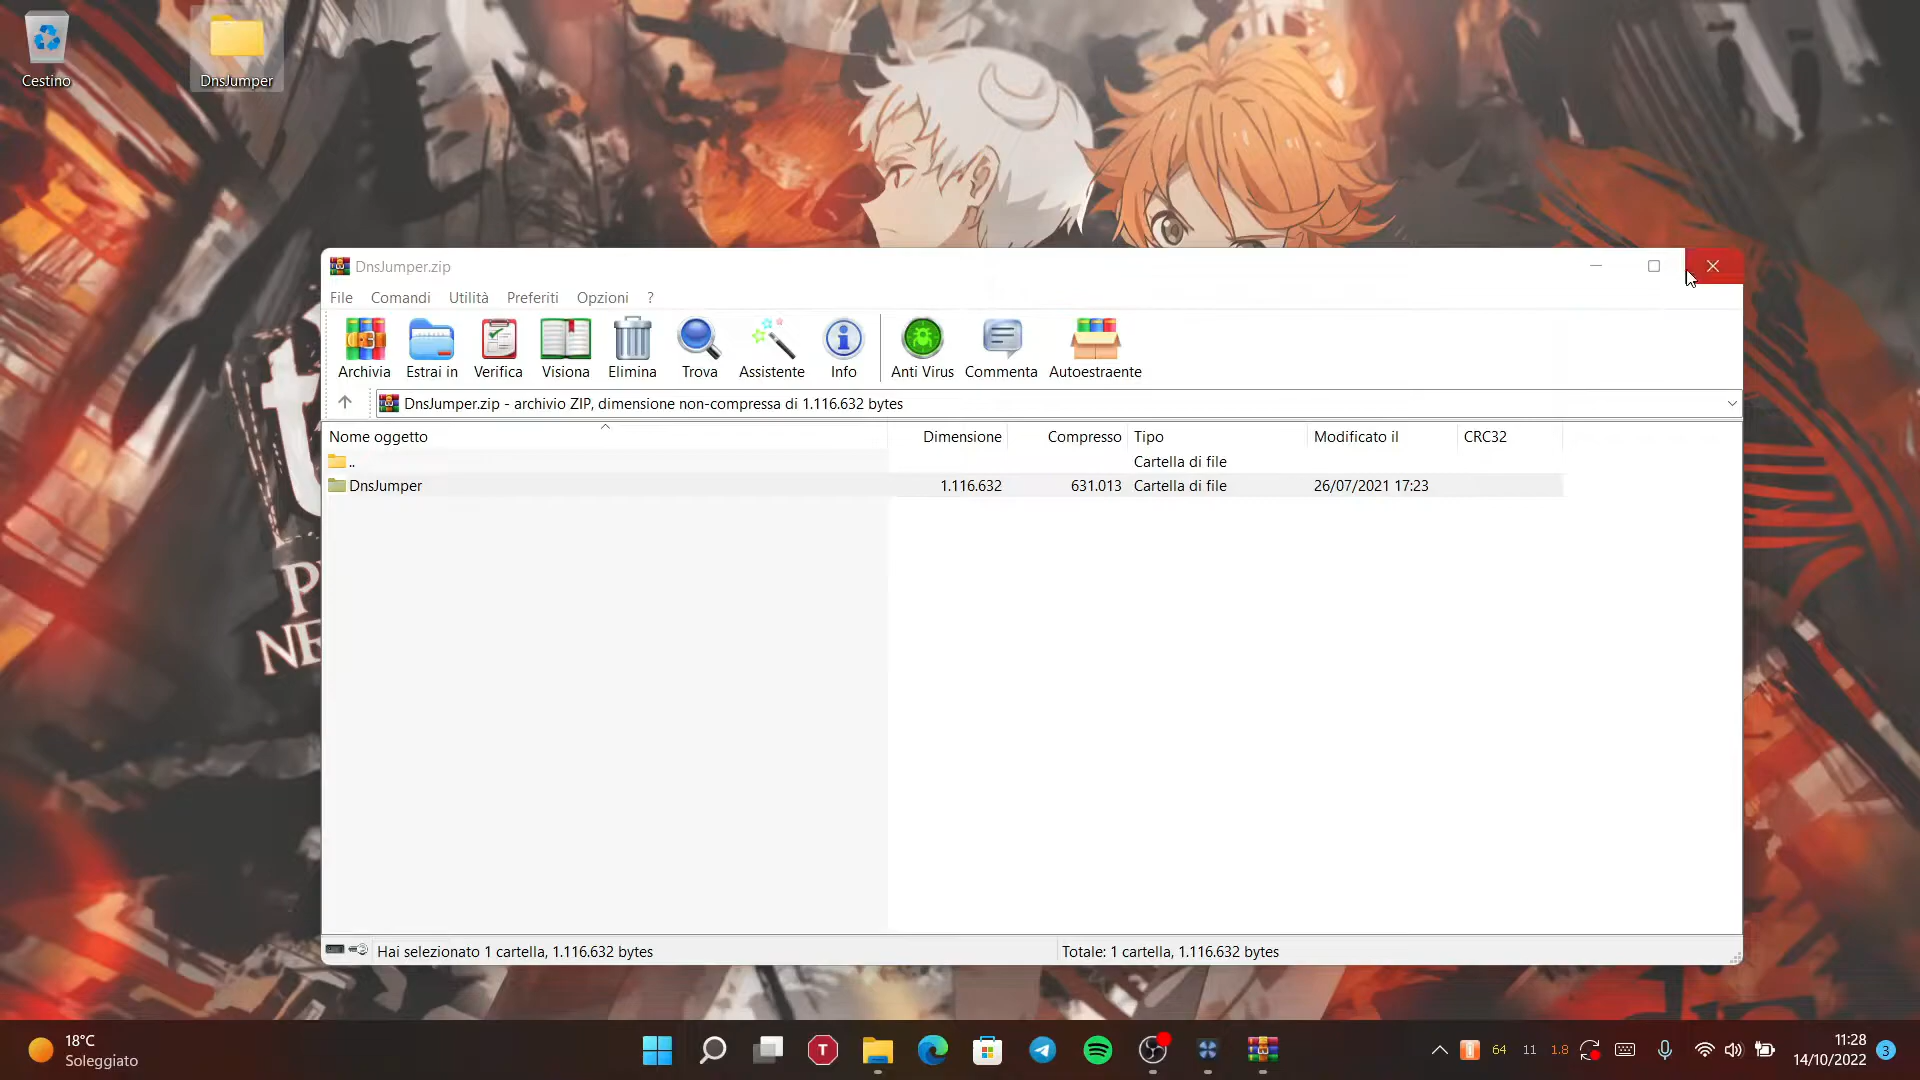 Cestino
DnsJumper
DnsJumper.zip
File Comandi Utilità Preferiti Opzioni ?
Archivia Estrai in Verifica Visiona Elimina Trova Assistente Info Anti Virus Commenta Autoestraente
DnsJumper.zip - archivio ZIP, dimensione non-compressa di 1.116.632 bytes
Nome oggetto Dimensione Compresso Tipo Modificato il CRC32
.. Cartella di file
DnsJumper 1.116.632 631.013 Cartella di file 26/07/2021 17:23
Hai selezionato 1 cartella, 1.116.632 bytes Totale: 1 cartella, 1.116.632 bytes
18°C
Soleggiato
T
64 11 1.8
11:28
14/10/2022
3